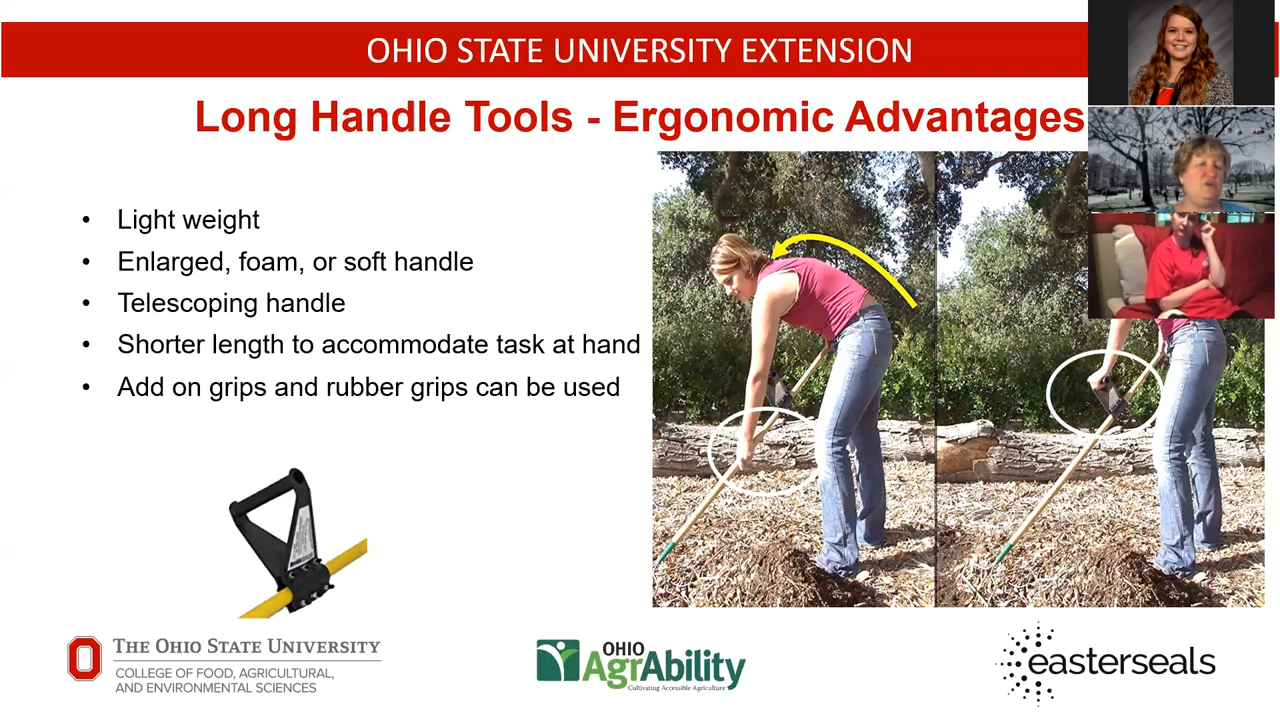 OHIO STATE UNIVERSITY EXTENSION
Long Handle Tools - Ergonomic Advantages
• Light weight
• Enlarged, foam, or soft handle
• Telescoping handle
• Shorter length to accommodate task at hand
• Add on grips and rubber grips can be used
THE OHIO STATE UNIVERSITY
COLLEGE OF FOOD, AGRICULTURAL,
AND ENVIRONMENTAL SCIENCES
OHIO
AgrAbility
Cultivating Accessible Agriculture
easterseals